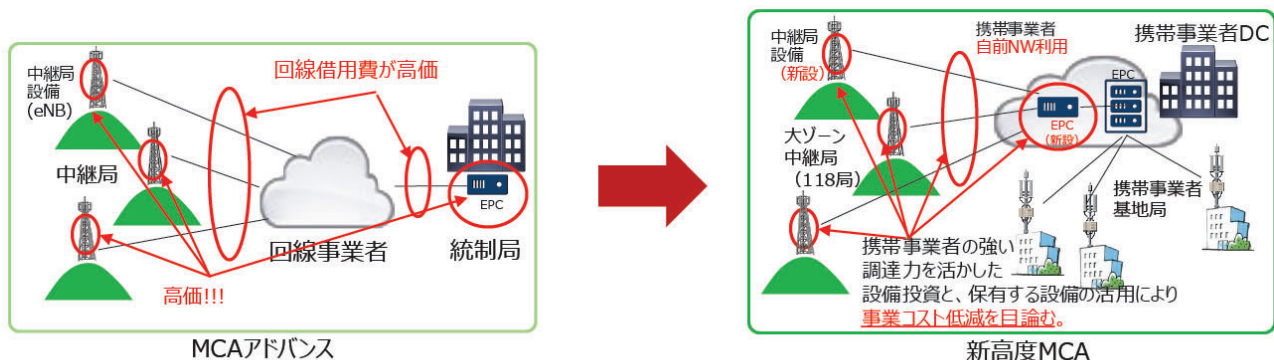 中継局
設備
(eNB)
中継局
回線借用費が高価
回線事業者
EPC
統制局
高価!!!
MCAアドバンス
中継局
設備
(新設)
大ゾーン
中継局
(118局)
携帯事業者
自前NW利用
携帯事業者DC
EPC
EPC
(新設)
携帯事業者
基地局
携帯事業者の強い
調達力を活かした
設備投資と、保有する設備の活用により
事業コスト低減を目論む。
新高度MCA